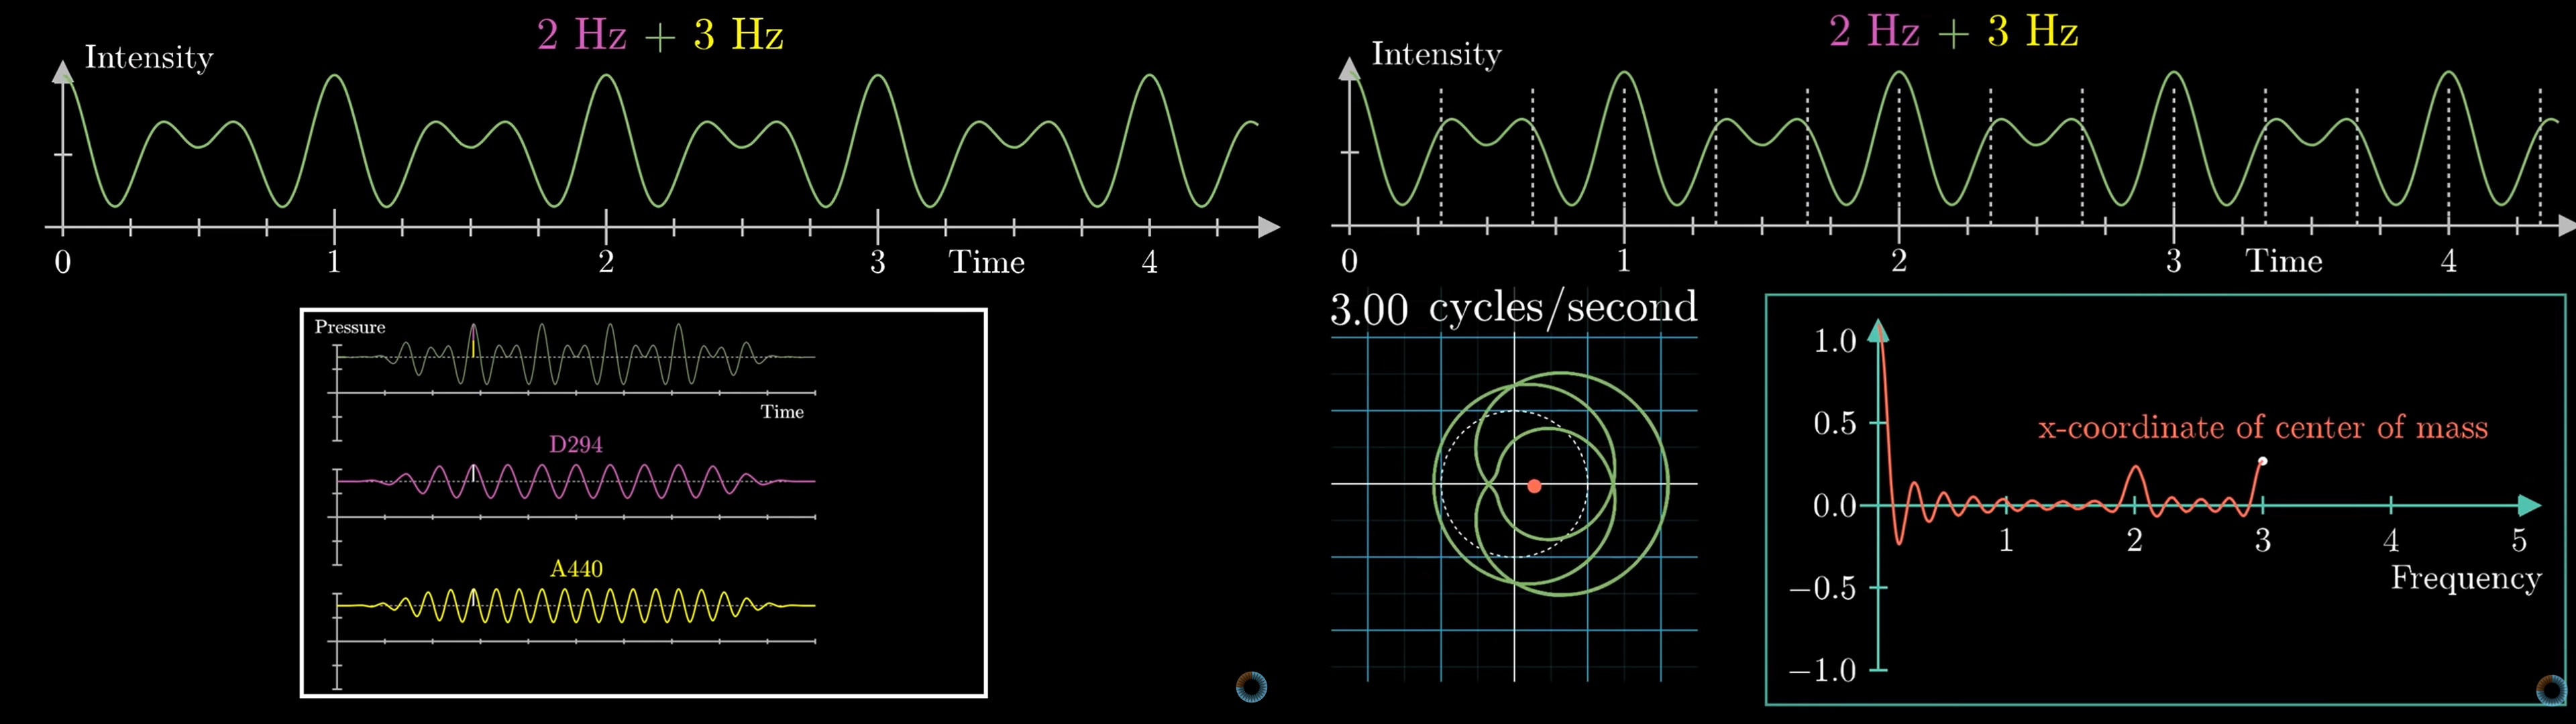 2 Hz + 3 Hz
Intensity
0 1 2 3 Time 4
Pressure
Time
D294
A440
2 Hz + 3 Hz
Intensity
0 1 2 3 Time 4
3.00 cycles/second
1.0
0.5
x-coordinate of center of mass
0.0
1 2 3 4 5
Frequency
−0.5
−1.0